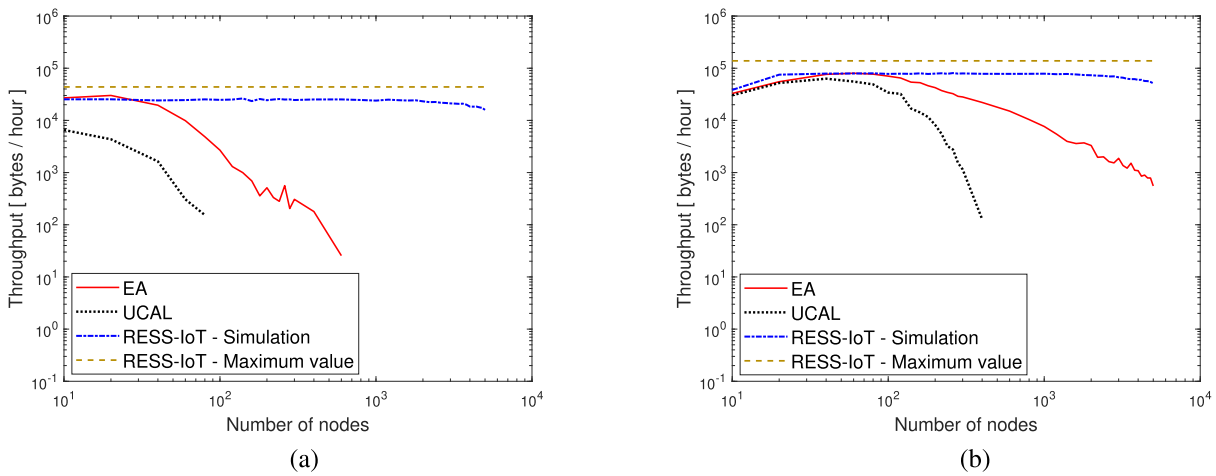 10^6
10^5
10^4
10^3
10^2
10^1
10^0
10^-1
Throughput [ bytes / hour ]
EA
UCAL
RESS-IoT - Simulation
RESS-IoT - Maximum value
10^1 10^2 10^3 10^4
Number of nodes
(a)
10^6
10^5
10^4
10^3
10^2
10^1
10^0
10^-1
Throughput [ bytes / hour ]
EA
UCAL
RESS-IoT - Simulation
RESS-IoT - Maximum value
10^1 10^2 10^3 10^4
Number of nodes
(b)